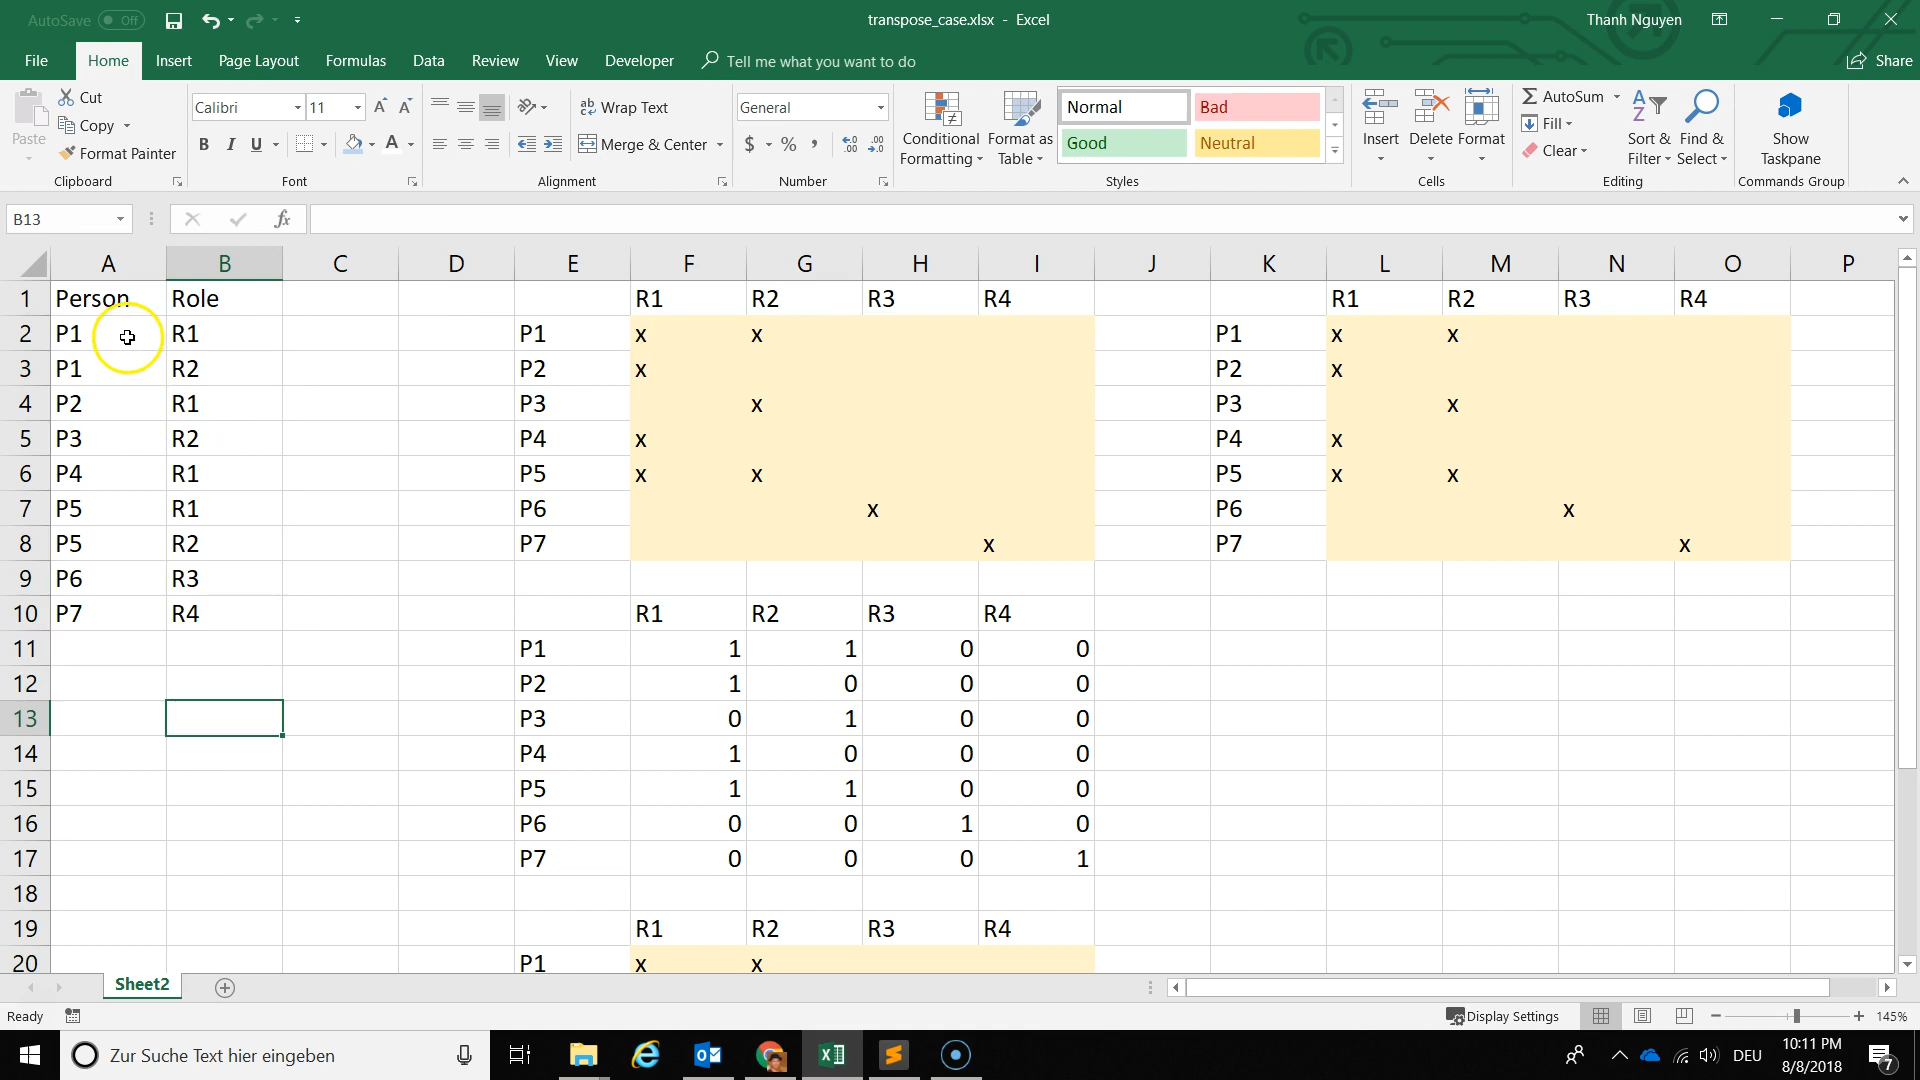 AutoSave Off transpose_case.xlsx - Excel Thanh Nguyen
File Home Insert Page Layout Formulas Data Review View Developer Tell me what you want to do Share
Paste Cut Copy Format Painter Clipboard
Calibri 11 B I U A Font
Wrap Text Merge & Center Alignment
General $ % , Number
Conditional Formatting Format as Table Normal Bad Good Neutral Styles
Insert Delete Format Cells
AutoSum Fill Clear Sort & Filter Find & Select Editing
Show Taskpane Commands Group
B13 fx
A B C D E F G H I J K L M N O P
1 Person Role R1 R2 R3 R4 R1 R2 R3 R4
2 P1 R1 P1 x x P1 x x
3 P1 R2 P2 x P2 x
4 P2 R1 P3 x P3 x
5 P3 R2 P4 x P4 x
6 P4 R1 P5 x x P5 x x
7 P5 R1 P6 x P6 x
8 P5 R2 P7 x P7 x
9 P6 R3
10 P7 R4 R1 R2 R3 R4
11 P1 1 1 0 0
12 P2 1 0 0 0
13 P3 0 1 0 0
14 P4 1 0 0 0
15 P5 1 1 0 0
16 P6 0 0 1 0
17 P7 0 0 0 1
18
19 R1 R2 R3 R4
20 P1 x x
Sheet2
Ready Display Settings 145%
Zur Suche Text hier eingeben DEU 10:11 PM
8/8/2018 7